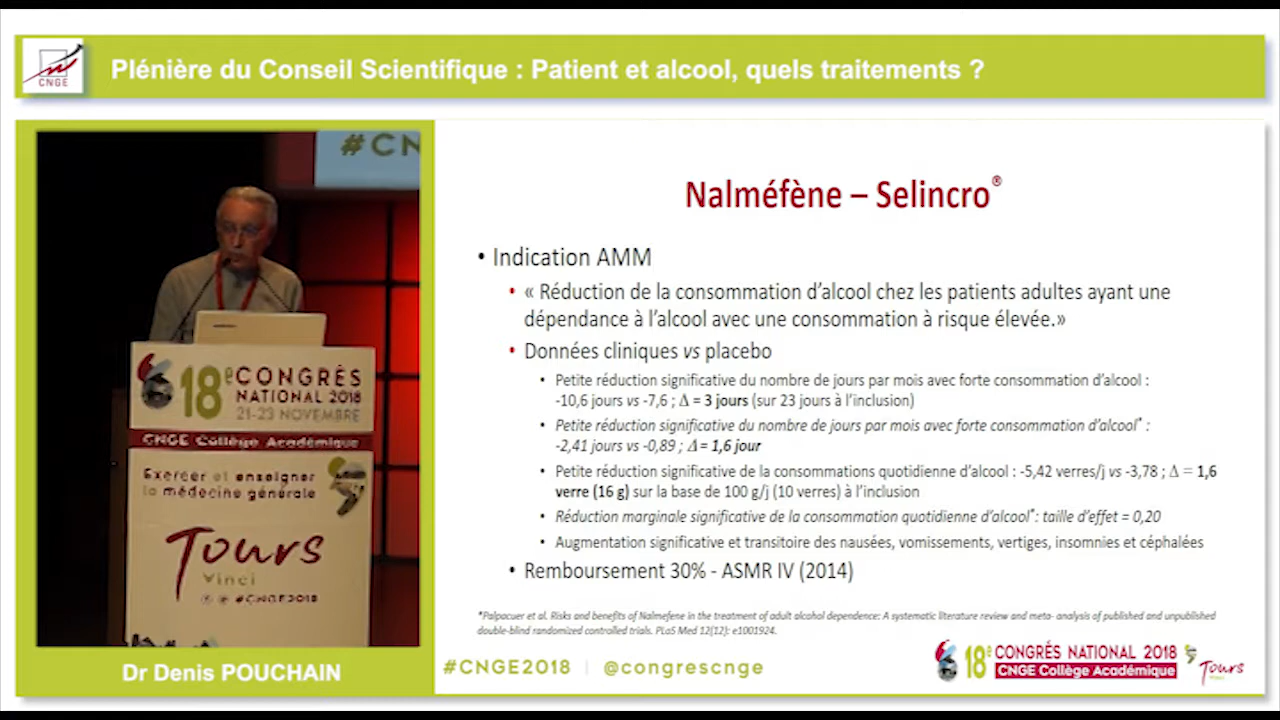 CNGE
Plénière du Conseil Scientifique : Patient et alcool, quels traitements ?
#CN
18e CONGRÈS
NATIONAL 2018
21-23 NOVEMBRE
CNGE Collège Académique
Exercer et enseigner
la médecine générale
Tours
Vinci
#CNGE2018
Dr Denis POUCHAIN
Nalméfène – Selincro®
• Indication AMM
• « Réduction de la consommation d’alcool chez les patients adultes ayant une
dépendance à l’alcool avec une consommation à risque élevée.»
• Données cliniques vs placebo
• Petite réduction significative du nombre de jours par mois avec forte consommation d’alcool :
-10,6 jours vs -7,6 ; Δ = 3 jours (sur 23 jours à l’inclusion)
• Petite réduction significative du nombre de jours par mois avec forte consommation d’alcool* :
-2,41 jours vs -0,89 ; Δ = 1,6 jour
• Petite réduction significative de la consommations quotidienne d’alcool : -5,42 verres/j vs -3,78 ; Δ = 1,6
verre (16 g) sur la base de 100 g/j (10 verres) à l’inclusion
• Réduction marginale significative de la consommation quotidienne d’alcool*: taille d’effet = 0,20
• Augmentation significative et transitoire des nausées, vomissements, vertiges, insomnies et céphalées
• Remboursement 30% - ASMR IV (2014)
*Palpacuer et al. Risks and benefits of Nalmefene in the treatment of adult alcohol dependence: A systematic literature review and meta- analysis of published and unpublished
double-blind randomized controlled trials. PLoS Med 12(12): e1001924.
#CNGE2018 | @congrescnge
18e CONGRÈS NATIONAL 2018
CNGE Collège Académique
Tours
Vinci